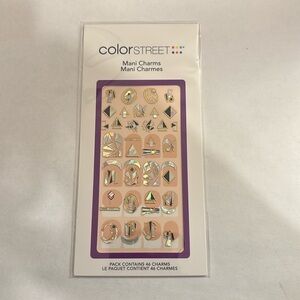 colorstreet
Mani Charms
Mani Charmes
PACK CONTAINS 46 CHARMS
LE PAQUET CONTIENT 46 CHARMES